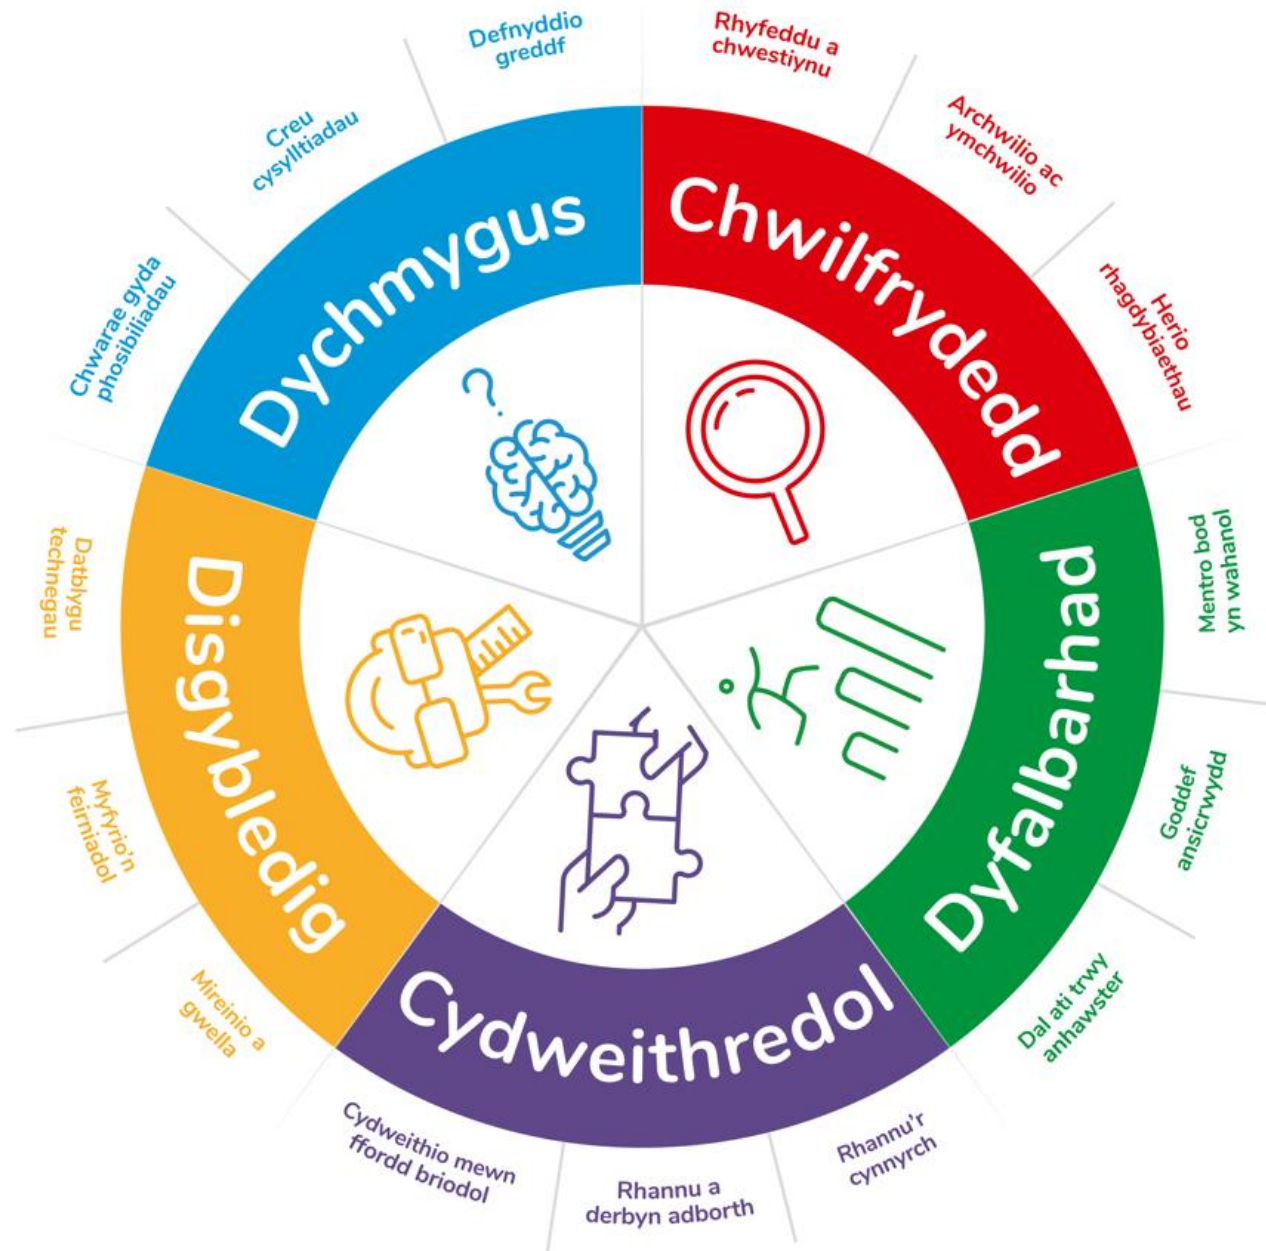 Defnyddio
greddf
Rhyfeddu a
chwestiynu
Creu
cysylltiadau
Archwilio ac
ymchwilio
Chwarae gyda
phosibiliadau
Herio
rhagdybiaethau
Dychmygus
Chwilfrydedd
Datblygu
technegau
Mentro bod
yn wahanol
Disgybledig
Dyfalbarhad
Myfyrio'n
feirniadol
Goddef
ansicrwydd
Mireinio a
gwella
Dal ati trwy
anhawster
Cydweithredol
Cydweithio mewn
ffordd briodol
Rhannu a
derbyn adborth
Rhannu'r
cynnyrch